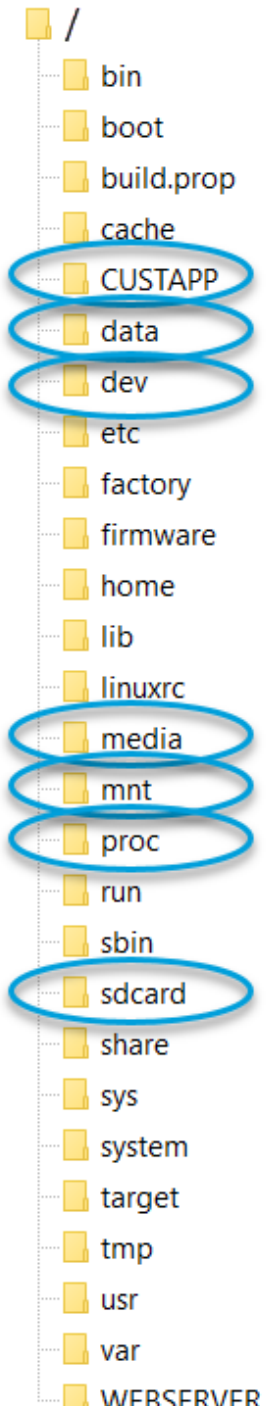 /
bin
boot
build.prop
cache
CUSTAPP
data
dev
etc
factory
firmware
home
lib
linuxrc
media
mnt
proc
run
sbin
sdcard
share
sys
system
target
tmp
usr
var
WEBSERVER